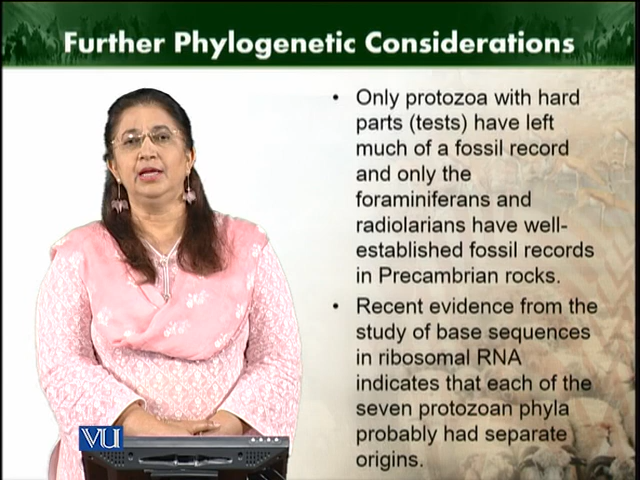 Further Phylogenetic Considerations
• Only protozoa with hard
parts (tests) have left
much of a fossil record
and only the
foraminiferans and
radiolarians have well-
established fossil records
in Precambrian rocks.
• Recent evidence from the
study of base sequences
in ribosomal RNA
indicates that each of the
seven protozoan phyla
probably had separate
origins.
VU